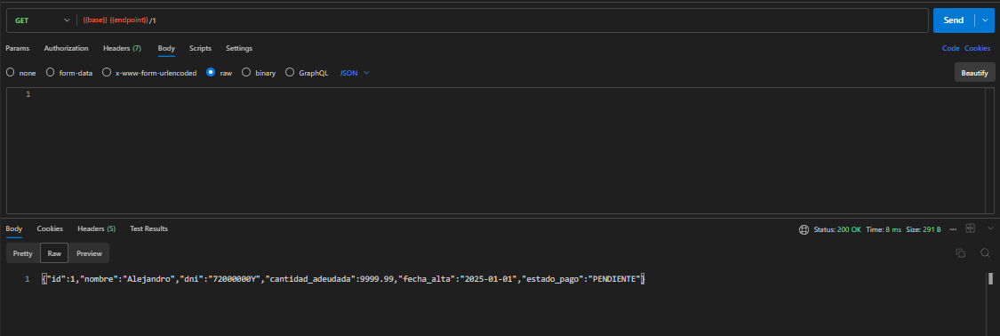 GET {{base}} {{endpoint}}/1 Send
Params Authorization Headers (7) Body Scripts Settings Code Cookies
none form-data x-www-form-urlencoded raw binary GraphQL JSON Beautify
1
Body Cookies Headers (5) Test Results Status: 200 OK Time: 8 ms Size: 291 B
Pretty Raw Preview
1 {"id":1,"nombre":"Alejandro","dni":"72000000Y","cantidad_adeudada":9999.99,"fecha_alta":"2025-01-01","estado_pago":"PENDIENTE"}